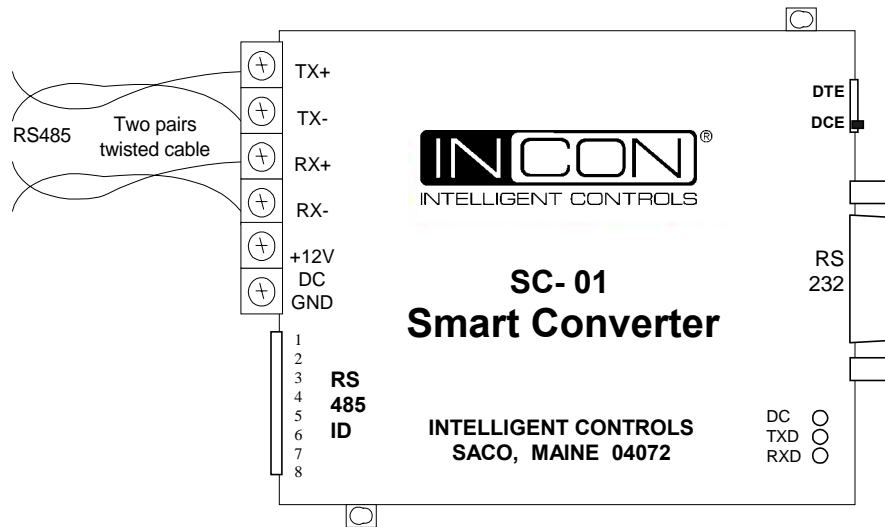 TX+
TX-
RX+
RX-
+12V
DC
GND
RS485
Two pairs
twisted cable
1
2
3
4
5
6
7
8
RS
485
ID
INCON®
INTELLIGENT CONTROLS
SC- 01
Smart Converter
INTELLIGENT CONTROLS
SACO, MAINE 04072
DTE
DCE
RS
232
DC
TXD
RXD